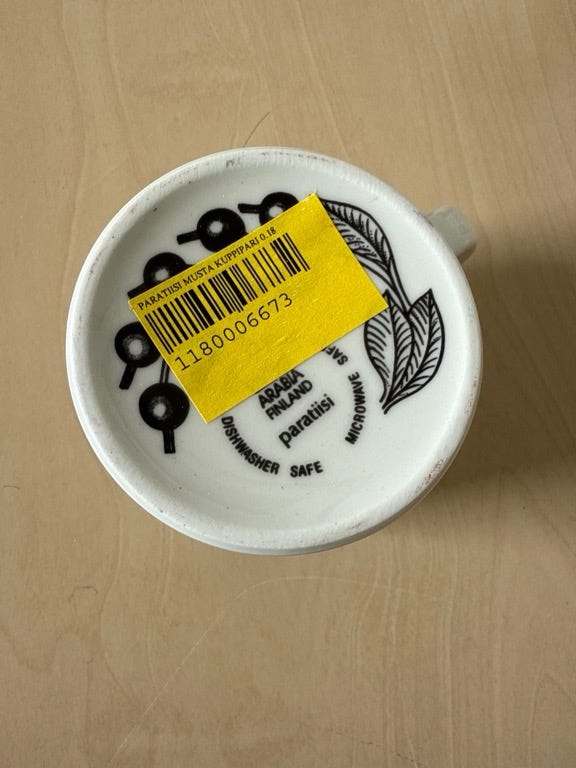 PARATIISI MUSTA KUPPIPARI 0.18
1180006673
ARABIA
FINLAND
paratiisi
DISHWASHER SAFE
MICROWAVE